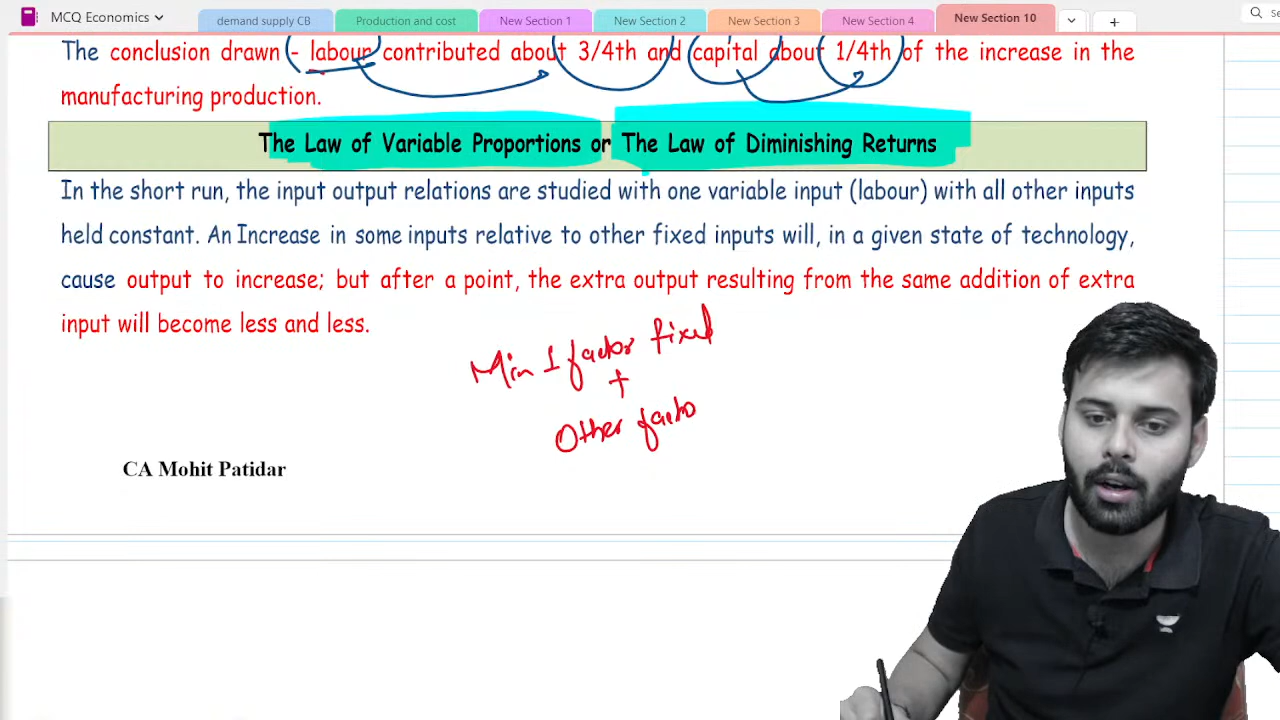 MCQ Economics
demand supply CB
Production and cost
New Section 1
New Section 2
New Section 3
New Section 4
New Section 10
The conclusion drawn - labour contributed about 3/4th and capital about 1/4th of the increase in the
manufacturing production.
The Law of Variable Proportions or The Law of Diminishing Returns
In the short run, the input output relations are studied with one variable input (labour) with all other inputs
held constant. An Increase in some inputs relative to other fixed inputs will, in a given state of technology,
cause output to increase; but after a point, the extra output resulting from the same addition of extra
input will become less and less.
Min 1 factor fixed
+
Other facto
CA Mohit Patidar